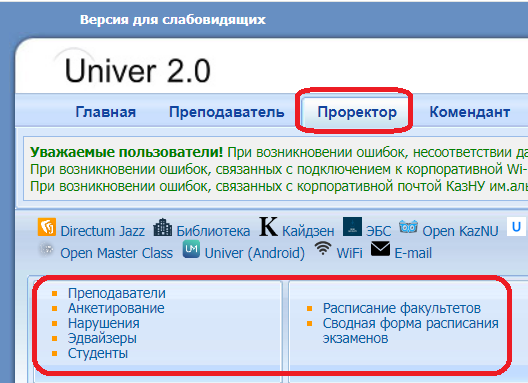 Версия для слабовидящих
Univer 2.0
Главная Преподаватель Проректор Комендант
Уважаемые пользователи! При возникновении ошибок, несоответствии да
При возникновении ошибок, связанных с подключением к корпоративной Wi-
При возникновении ошибок, связанных с корпоративной почтой КазНУ им.аль
Directum Jazz Библиотека K Кайдзен ЭБС Open KazNU U
Open Master Class UM Univer (Android) WiFi E-mail
Преподаватели
Анкетирование
Нарушения
Эдвайзеры
Студенты
Расписание факультетов
Сводная форма расписания
экзаменов